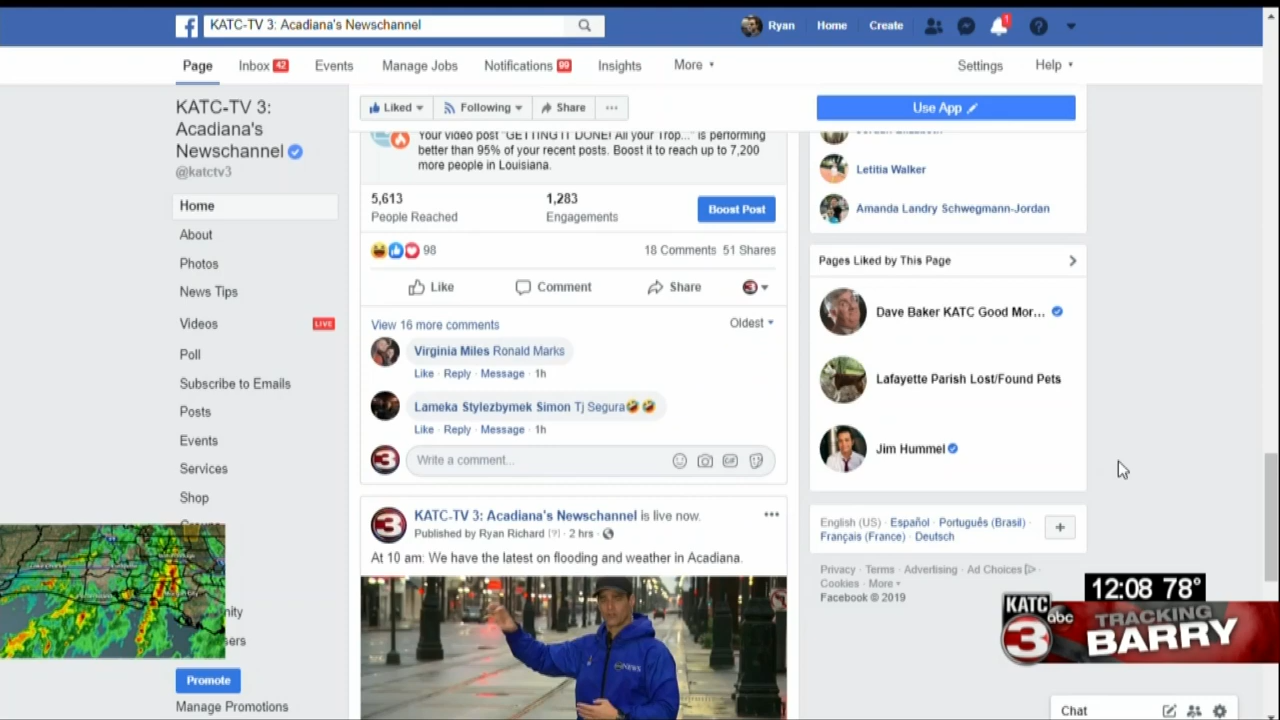 KATC-TV 3: Acadiana's Newschannel
Ryan
Home
Create
1
Page
Inbox 42
Events
Manage Jobs
Notifications 99
Insights
More
Settings
Help
KATC-TV 3:
Acadiana's
Newschannel
@katctv3
Home
About
Photos
News Tips
Videos LIVE
Poll
Subscribe to Emails
Posts
Events
Services
Shop
Promote
Manage Promotions
Liked
Following
Share
Use App
Your video post "GETTING IT DONE! All your Trop..." is performing
better than 95% of your recent posts. Boost it to reach up to 7,200
more people in Louisiana.
5,613
People Reached
1,283
Engagements
Boost Post
98
18 Comments 51 Shares
Like
Comment
Share
View 16 more comments
Oldest
Virginia Miles Ronald Marks
Like · Reply · Message · 1h
Lameka Stylezbymek Simon Tj Segura🤣🤣
Like · Reply · Message · 1h
Write a comment...
GIF
KATC-TV 3: Acadiana's Newschannel is live now.
Published by Ryan Richard [?] · 2 hrs ·
At 10 am: We have the latest on flooding and weather in Acadiana.
NEWS
Letitia Walker
Amanda Landry Schwegmann-Jordan
Pages Liked by This Page
Dave Baker KATC Good Mor...
Lafayette Parish Lost/Found Pets
Jim Hummel
English (US) · Español · Português (Brasil) ·
Français (France) · Deutsch
Privacy · Terms · Advertising · Ad Choices ·
Cookies · More
Facebook © 2019
12:08 78°
KATC
3
abc
TRACKING
BARRY
Chat